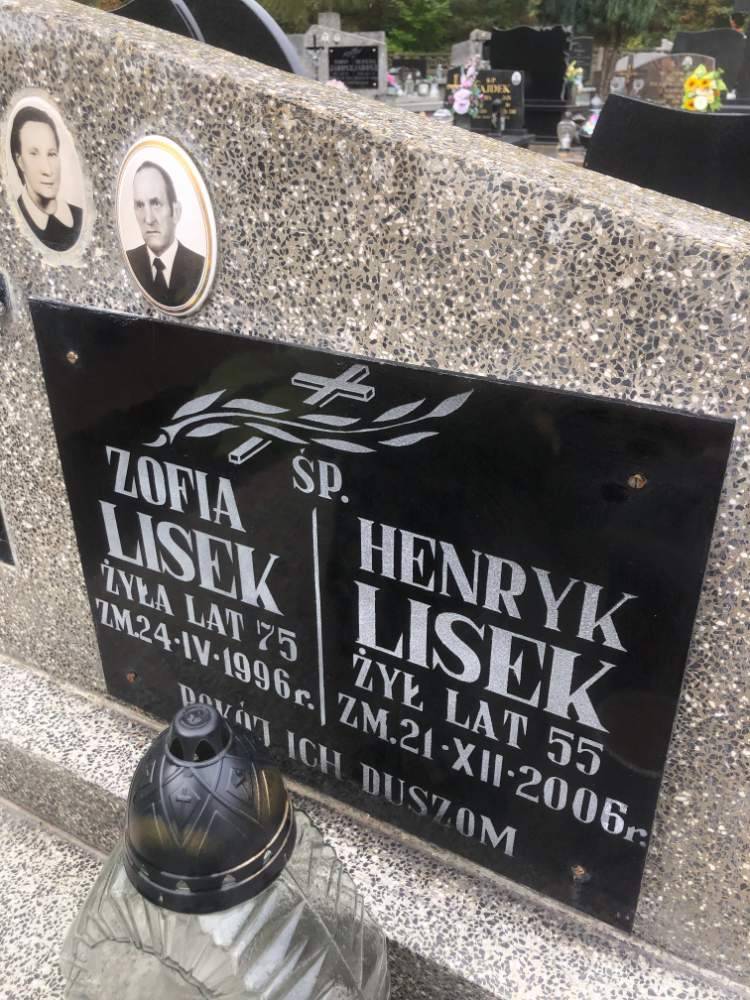 ŚP.
ZOFIA
LISEK
ŻYŁA LAT 75
ZM.24·IV·1996r.
HENRYK
LISEK
ŻYŁ LAT 55
ZM.21·XII·2006r.
POKÓJ ICH DUSZOM